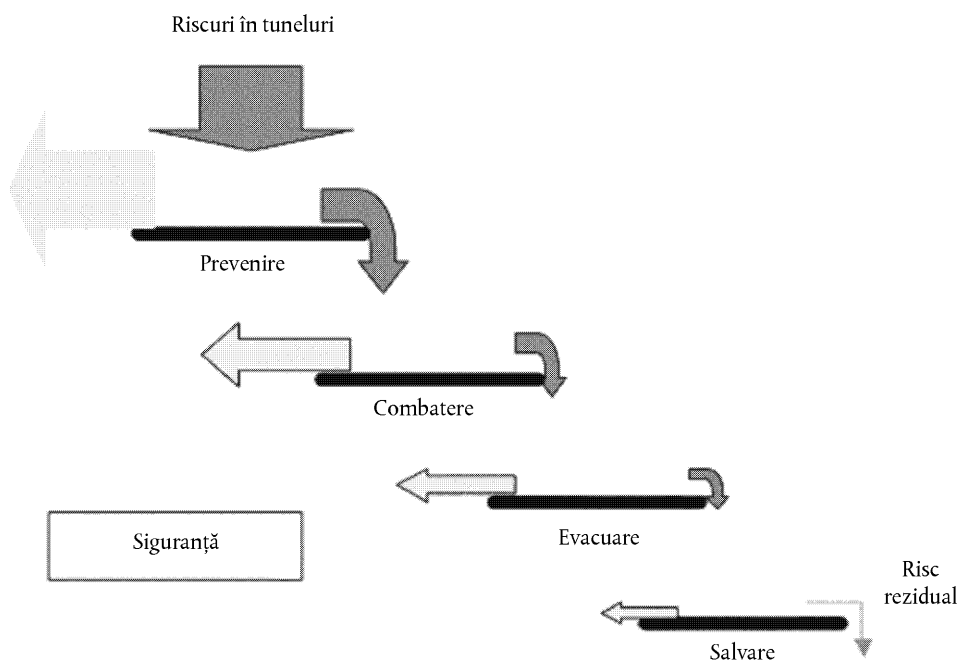 Riscuri în tuneluri
Prevenire
Combatere
Evacuare
Siguranță
Risc
rezidual
Salvare